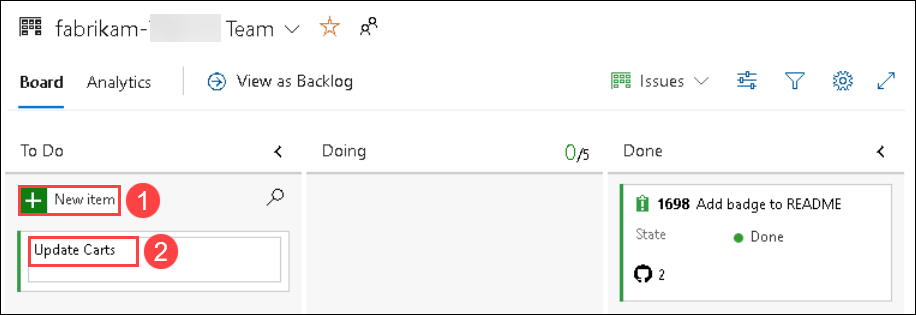 fabrikam- Team
Board Analytics View as Backlog Issues
To Do Doing 0/5 Done
New item 1
Update Carts 2
1698 Add badge to README
State Done
2